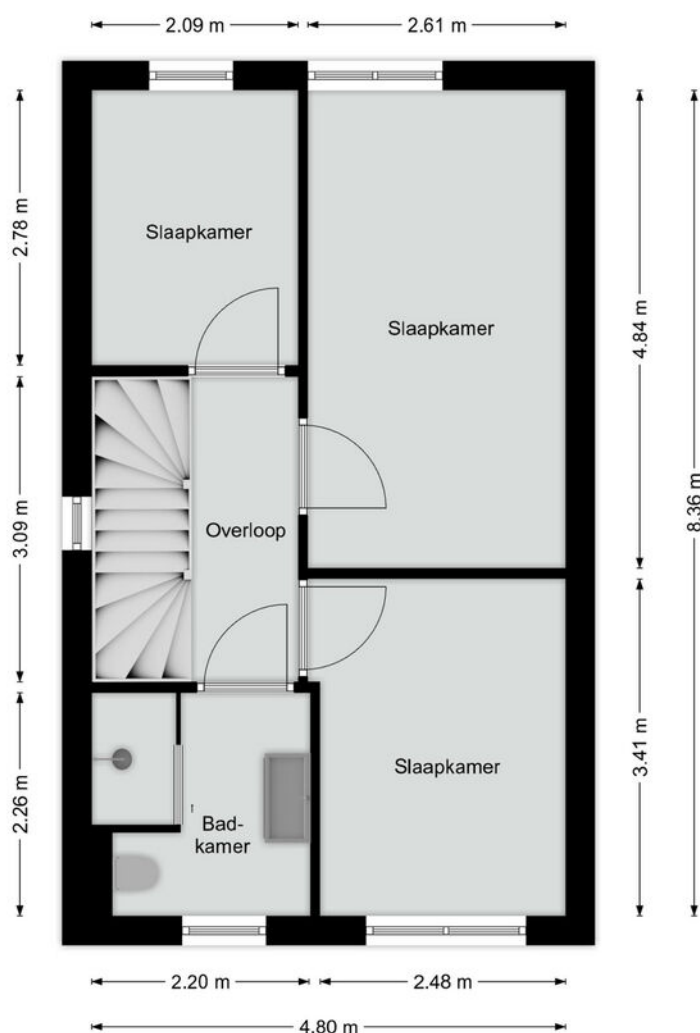 2.09 m
2.61 m
2.78 m
Slaapkamer
Slaapkamer
4.84 m
8.36 m
3.09 m
Overloop
2.26 m
Bad-
kamer
Slaapkamer
3.41 m
2.20 m
2.48 m
4.80 m